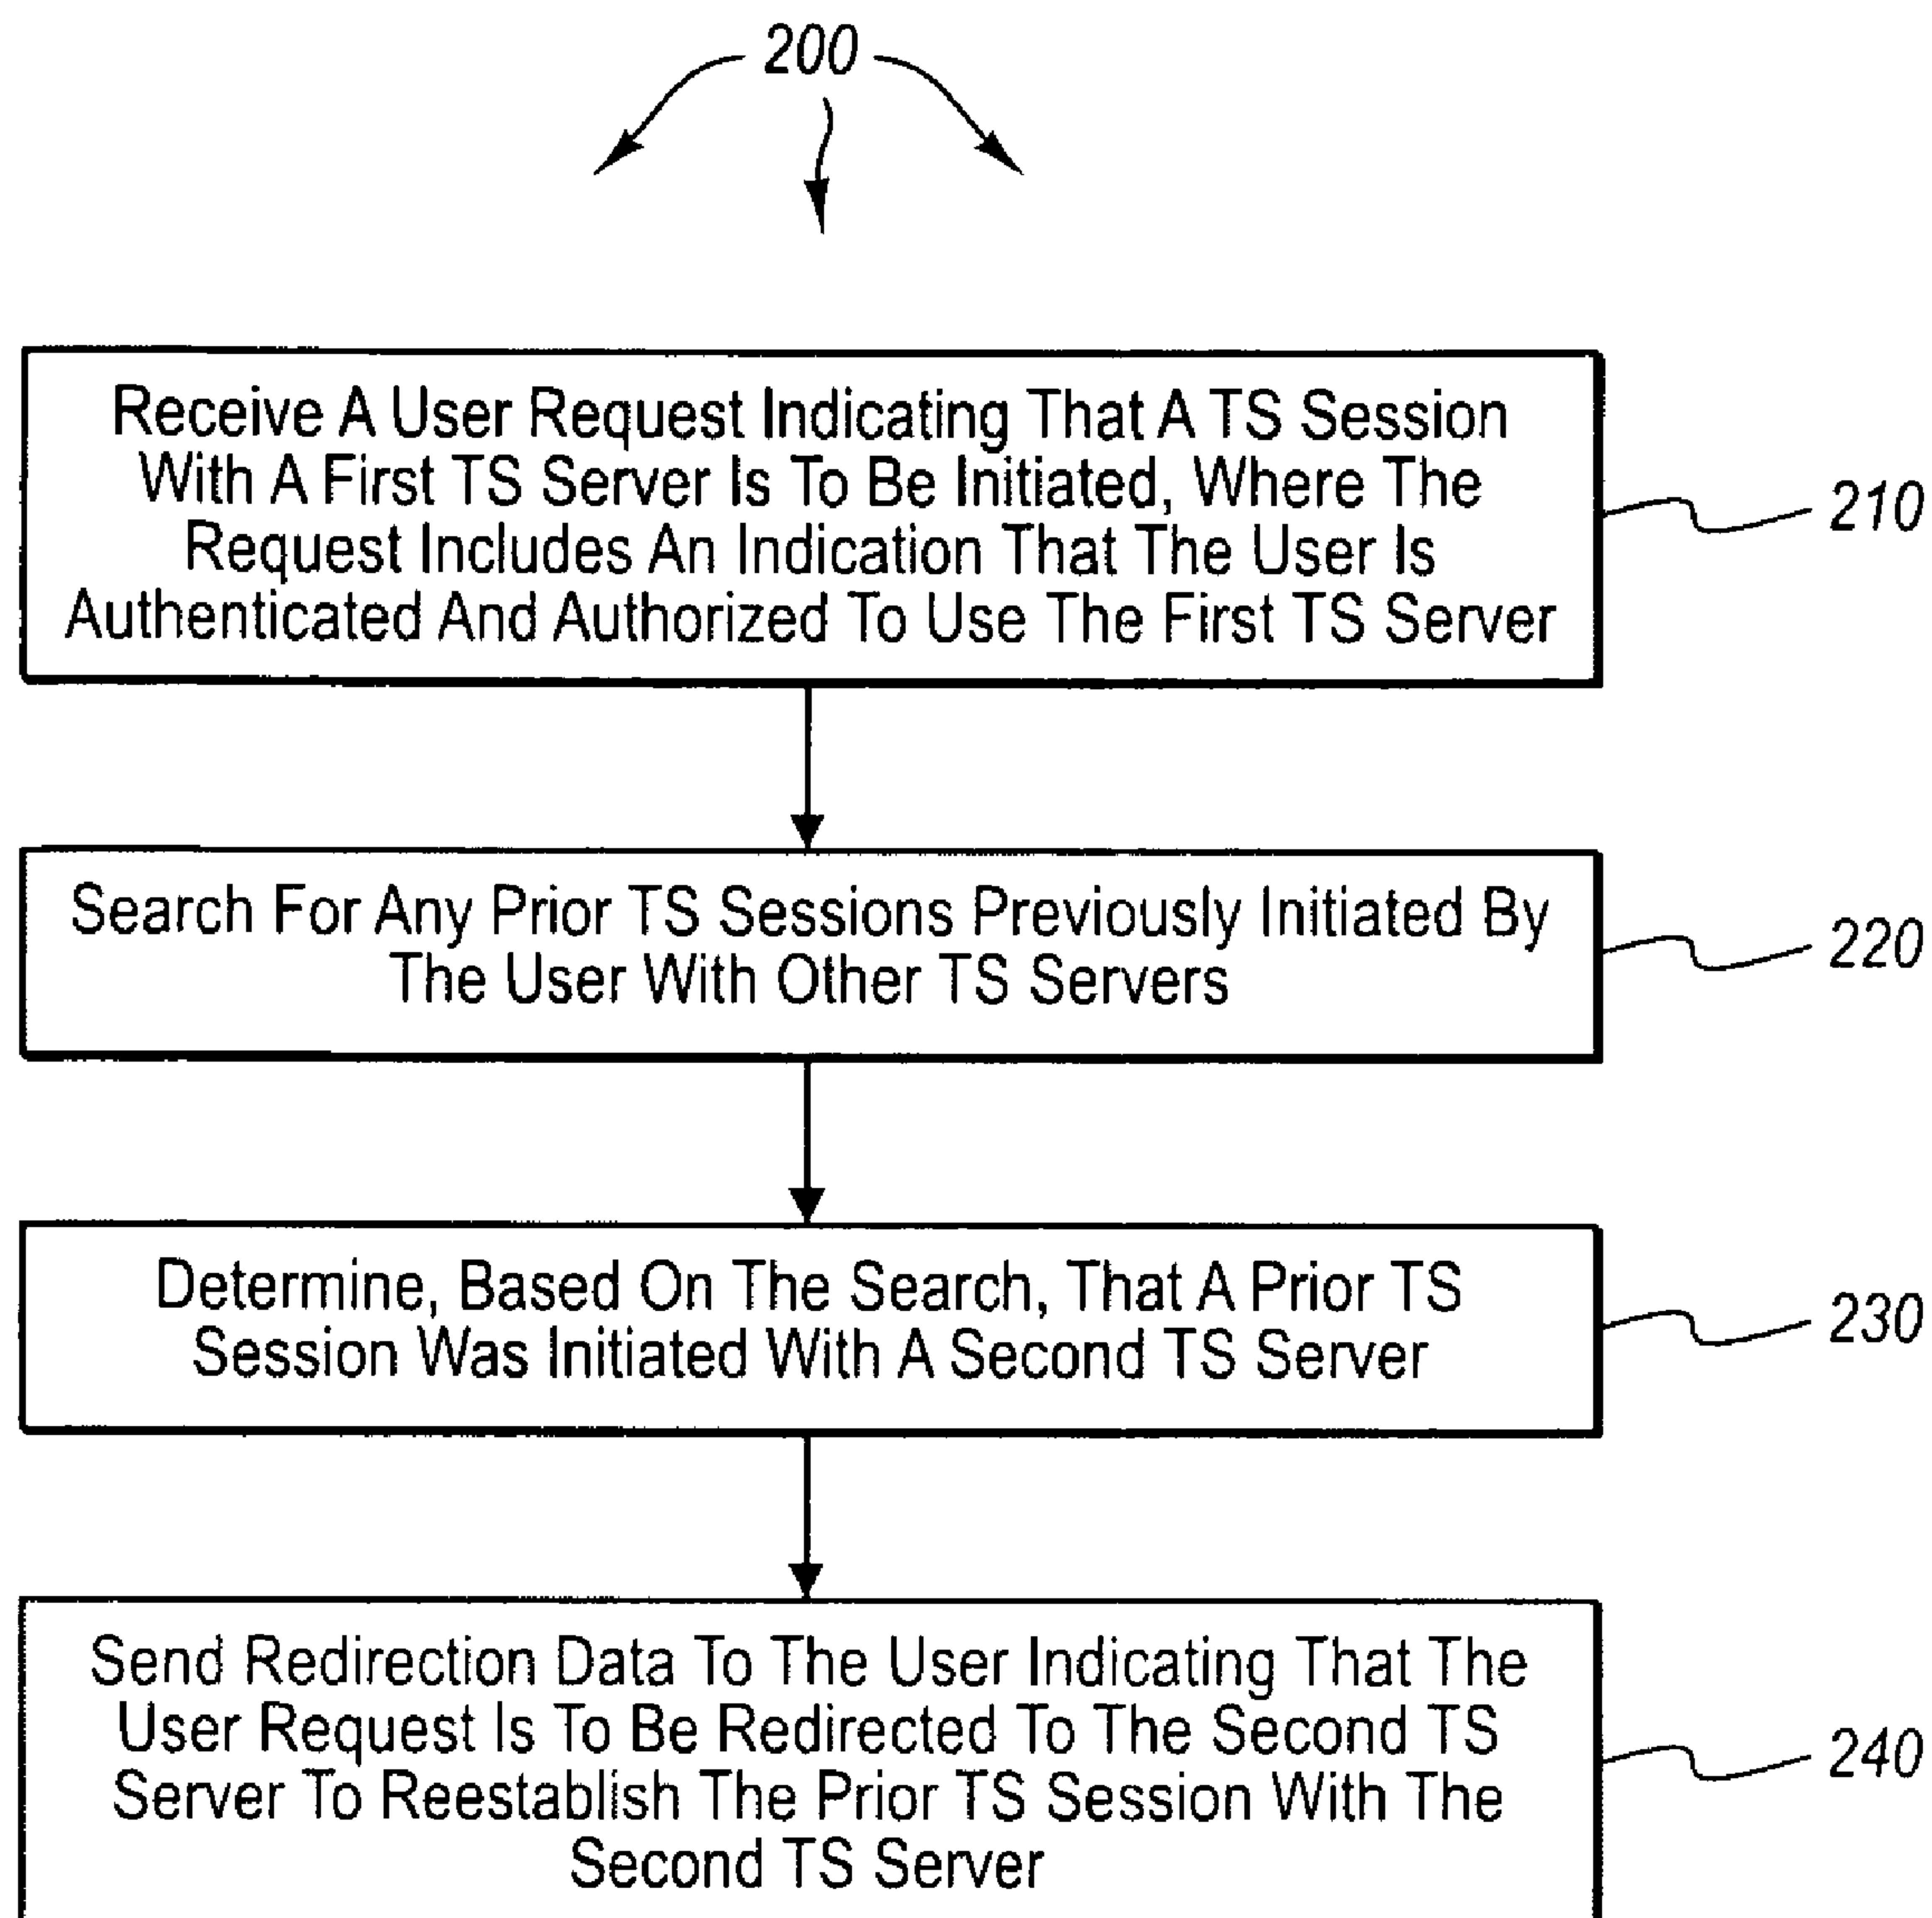 200
Receive A User Request Indicating That A TS Session
With A First TS Server Is To Be Initiated, Where The
Request Includes An Indication That The User Is
Authenticated And Authorized To Use The First TS Server
210
Search For Any Prior TS Sessions Previously Initiated By
The User With Other TS Servers
220
Determine, Based On The Search, That A Prior TS
Session Was Initiated With A Second TS Server
230
Send Redirection Data To The User Indicating That The
User Request Is To Be Redirected To The Second TS
Server To Reestablish The Prior TS Session With The
Second TS Server
240